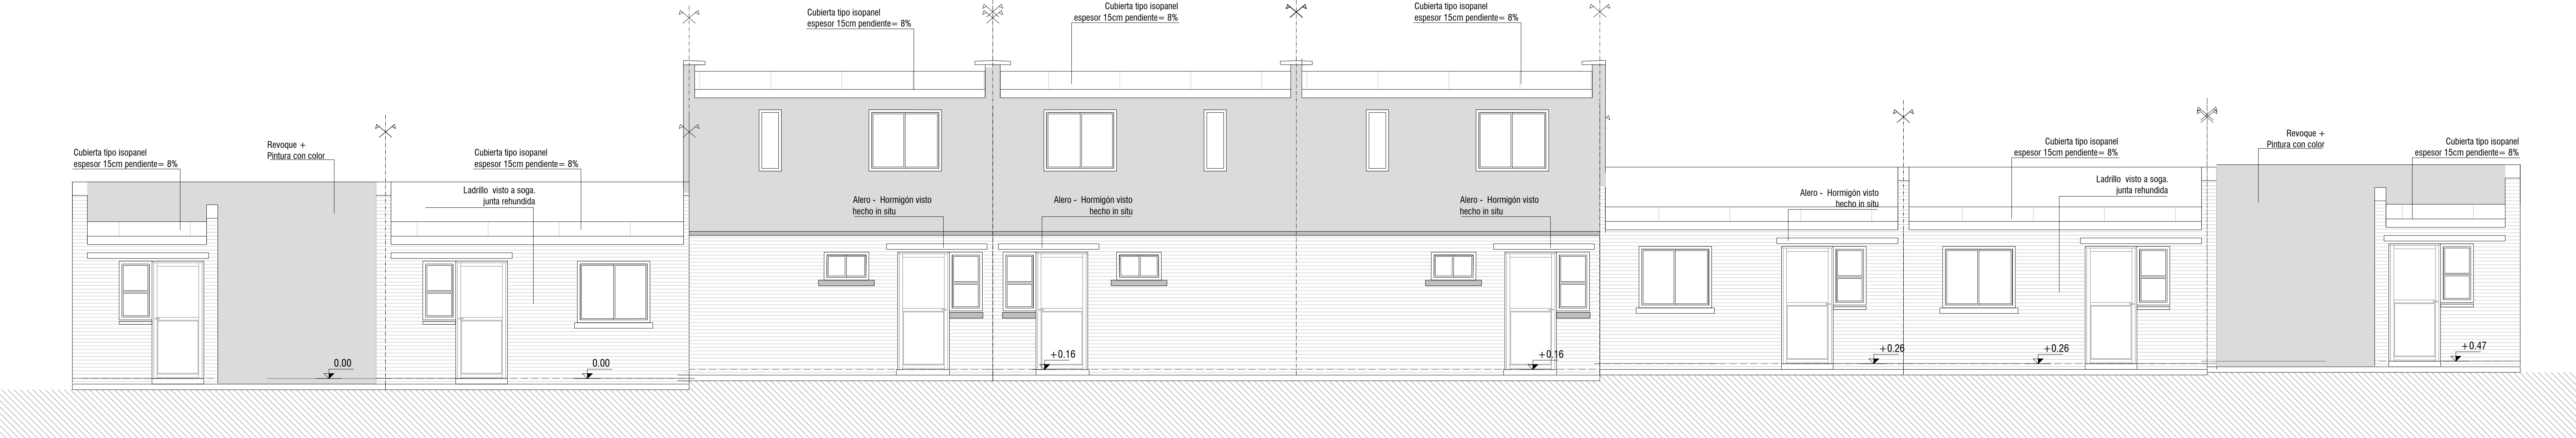 Cubierta tipo isopanel
espesor 15cm pendiente= 8%
Cubierta tipo isopanel
espesor 15cm pendiente= 8%
Cubierta tipo isopanel
espesor 15cm pendiente= 8%
Cubierta tipo isopanel
espesor 15cm pendiente= 8%
Revoque +
Pintura con color
Cubierta tipo isopanel
espesor 15cm pendiente= 8%
Ladrillo visto a soga.
junta rehundida
Alero - Hormigón visto
hecho in situ
Alero - Hormigón visto
hecho in situ
Alero - Hormigón visto
hecho in situ
Alero - Hormigón visto
hecho in situ
Cubierta tipo isopanel
espesor 15cm pendiente= 8%
Ladrillo visto a soga.
junta rehundida
Revoque +
Pintura con color
Cubierta tipo isopanel
espesor 15cm pendiente= 8%
0.00
0.00
+0.16
+0.16
+0.26
+0.26
+0.47